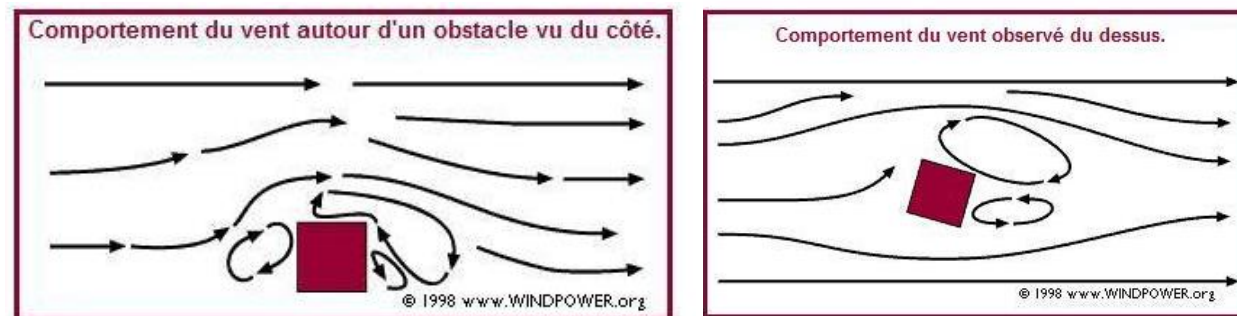 Comportement du vent autour d'un obstacle vu du côté.
© 1998 www.WINDPOWER.org
Comportement du vent observé du dessus.
© 1998 www.WINDPOWER.org